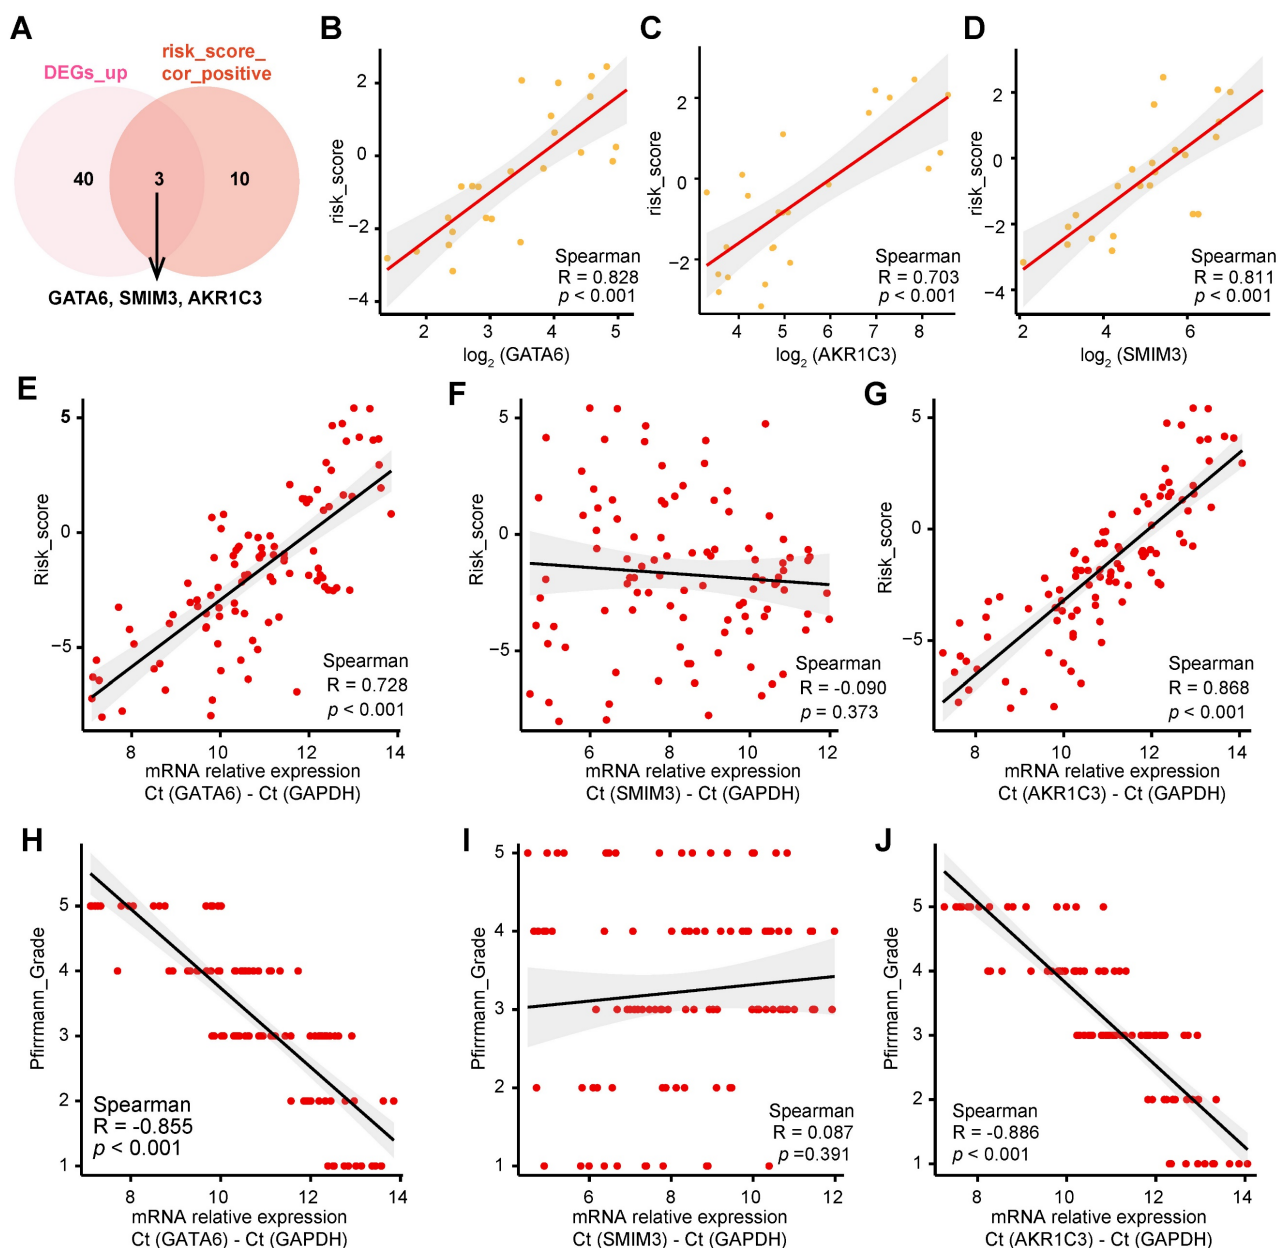 A
DEGs_up
risk_score_
cor_positive
40
3
10
GATA6, SMIM3, AKR1C3
B
risk_score
2
0
−2
−4
Spearman
R = 0.828
p < 0.001
2
3
4
5
log2 (GATA6)
C
risk_score
2
0
−2
Spearman
R = 0.703
p < 0.001
4
5
6
7
8
log2 (AKR1C3)
D
risk_score
2
0
−2
−4
Spearman
R = 0.811
p < 0.001
2
4
6
log2 (SMIM3)
E
Risk_score
5
0
−5
Spearman
R = 0.728
p < 0.001
8
10
12
14
mRNA relative expression
Ct (GATA6) - Ct (GAPDH)
F
Risk_score
5
0
−5
Spearman
R = -0.090
p = 0.373
6
8
10
12
mRNA relative expression
Ct (SMIM3) - Ct (GAPDH)
G
Risk_score
5
0
−5
Spearman
R = 0.868
p < 0.001
8
10
12
14
mRNA relative expression
Ct (AKR1C3) - Ct (GAPDH)
H
Pfirrmann_Grade
5
4
3
2
1
Spearman
R = -0.855
p < 0.001
8
10
12
14
mRNA relative expression
Ct (GATA6) - Ct (GAPDH)
I
Pfirrmann_Grade
5
4
3
2
1
Spearman
R = 0.087
p =0.391
6
8
10
12
mRNA relative expression
Ct (SMIM3) - Ct (GAPDH)
J
Pfirrmann_Grade
5
4
3
2
1
Spearman
R = -0.886
p < 0.001
8
10
12
14
mRNA relative expression
Ct (AKR1C3) - Ct (GAPDH)